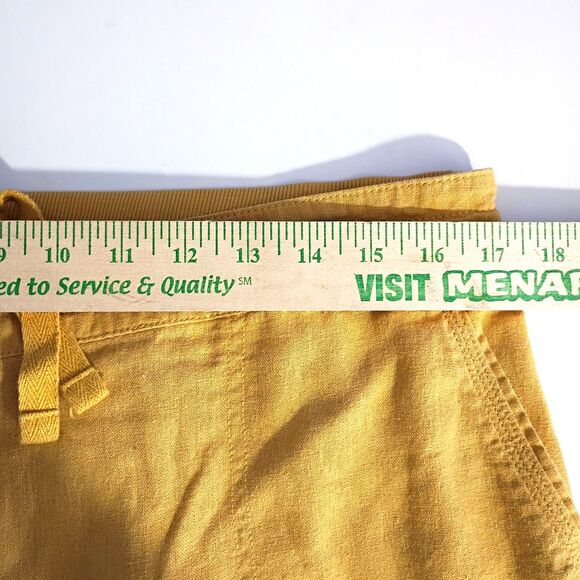 9 10 11 12 13 14 15 16 17 18
ed to Service & Quality SM VISIT MENAR